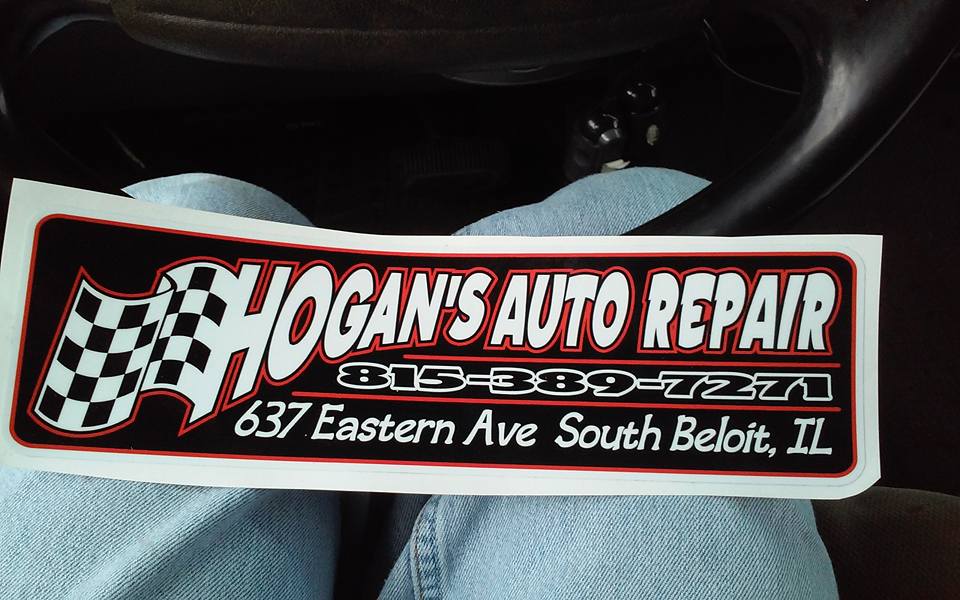 HOGAN'S AUTO REPAIR
815-389-7271
637 Eastern Ave South Beloit, IL